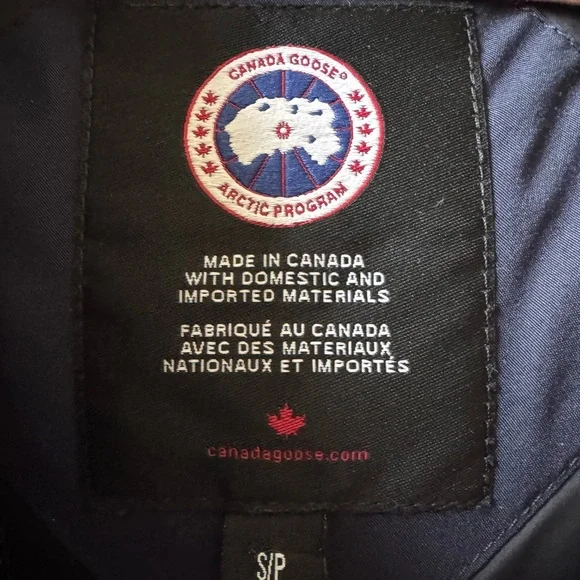 CANADA GOOSE®
ARCTIC PROGRAM
MADE IN CANADA
WITH DOMESTIC AND
IMPORTED MATERIALS
FABRIQUÉ AU CANADA
AVEC DES MATERIAUX
NATIONAUX ET IMPORTÉS
canadagoose.com
S/P